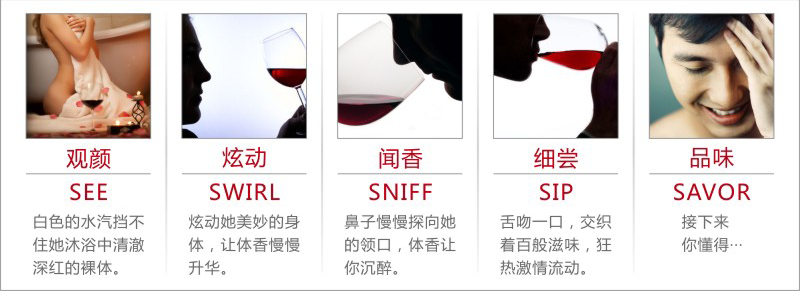 观颜
SEE
白色的水汽挡不
住她沐浴中清澈
深红的裸体。
炫动
SWIRL
炫动她美妙的身
体，让体香慢慢
升华。
闻香
SNIFF
鼻子慢慢探向她
的领口，体香让
你沉醉。
细尝
SIP
舌吻一口，交织
着百般滋味，狂
热激情流动。
品味
SAVOR
接下来
你懂得…